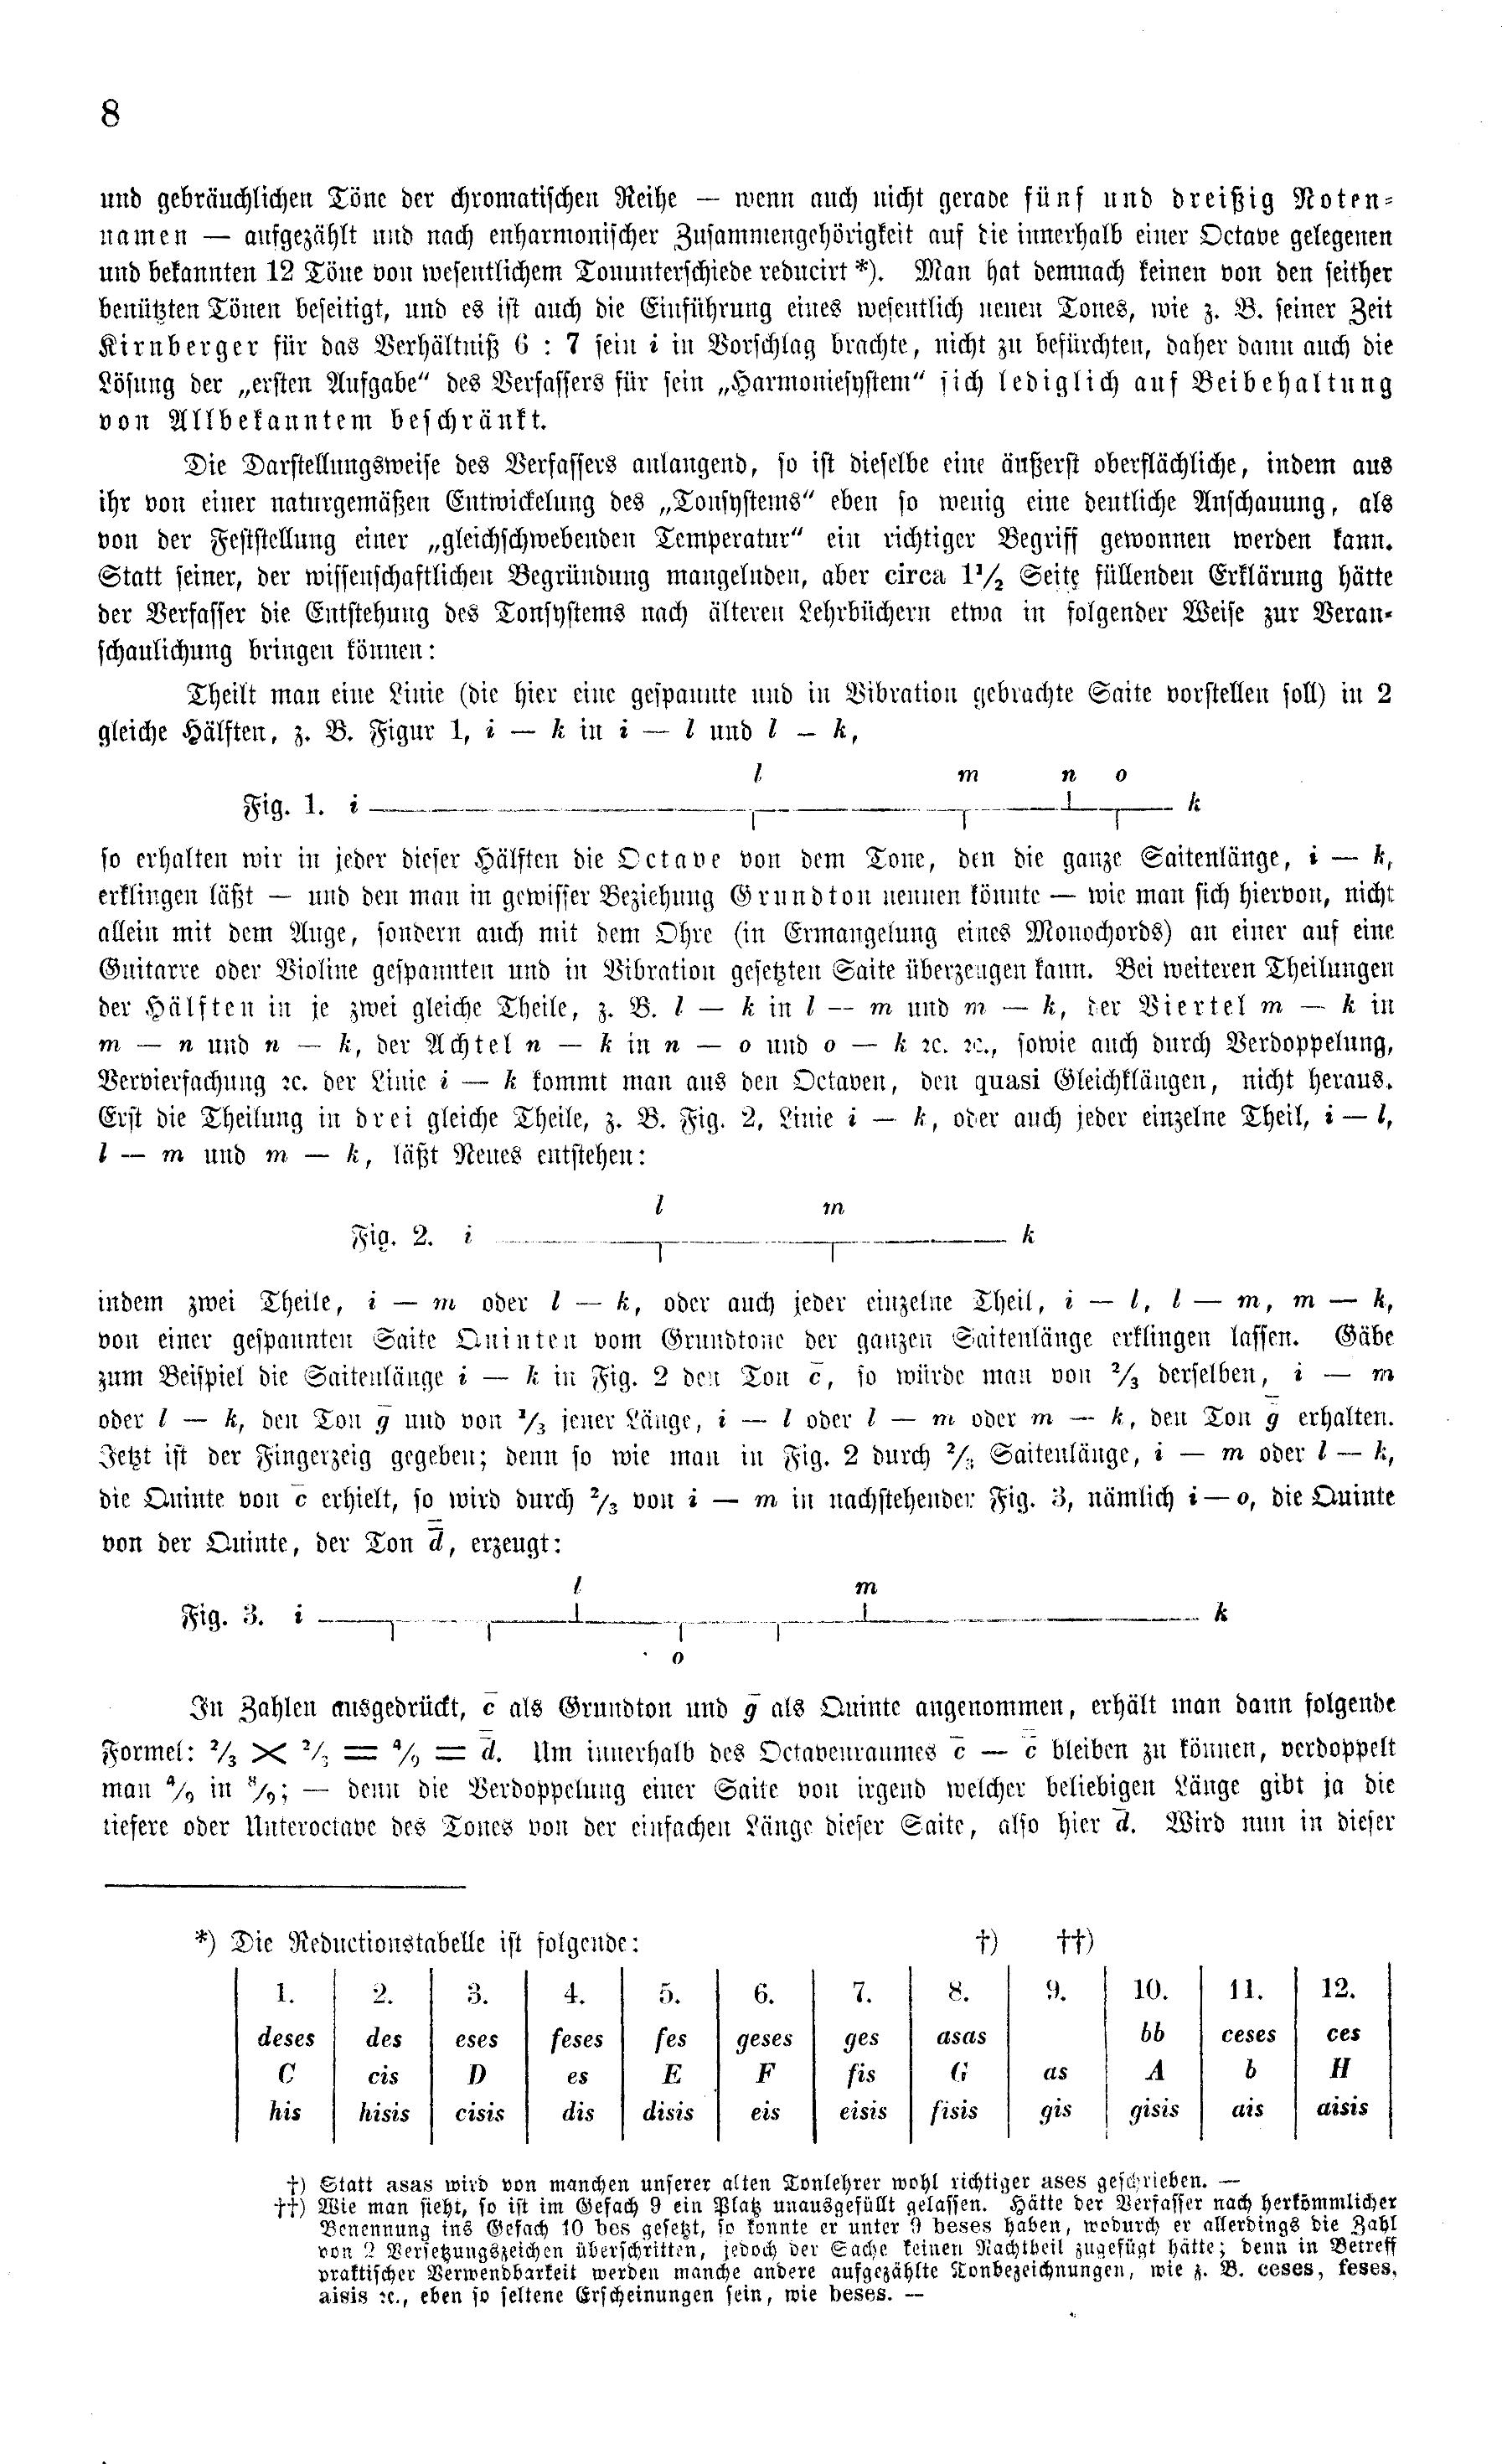 8
und gebräuchlichen Töne der chromatischen Reihe — wenn auch nicht gerade fünf und dreißig Noten-
namen — aufgezählt und nach enharmonischer Zusammengehörigkeit auf die innerhalb einer Octave gelegenen
und bekannten 12 Töne von wesentlichem Tonunterschiede reducirt *). Man hat demnach keinen von den seither
benützten Tönen beseitigt, und es ist auch die Einführung eines wesentlich neuen Tones, wie z. B. seiner Zeit
Kirnberger für das Verhältniß 6 : 7 sein i in Vorschlag brachte, nicht zu befürchten, daher dann auch die
Lösung der „ersten Aufgabe“ des Verfassers für sein „Harmoniesystem“ sich lediglich auf Beibehaltung
von Allbekanntem beschränkt.
Die Darstellungsweise des Verfassers anlangend, so ist dieselbe eine äußerst oberflächliche, indem aus
ihr von einer naturgemäßen Entwickelung des „Tonsystems“ eben so wenig eine deutliche Anschauung, als
von der Feststellung einer „gleichschwebenden Temperatur“ ein richtiger Begriff gewonnen werden kann.
Statt seiner, der wissenschaftlichen Begründung mangelnden, aber circa 1½ Seite füllenden Erklärung hätte
der Verfasser die Entstehung des Tonsystems nach älteren Lehrbüchern etwa in folgender Weise zur Veran-
schaulichung bringen können:
Theilt man eine Linie (die hier eine gespannte und in Vibration gebrachte Saite vorstellen soll) in 2
gleiche Hälften, z. B. Figur 1, i — k in i — l und l – k,
l m n o
Fig. 1. i k
so erhalten wir in jeder dieser Hälften die Octave von dem Tone, den die ganze Saitenlänge, i — k,
erklingen läßt — und den man in gewisser Beziehung Grundton nennen könnte — wie man sich hiervon, nicht
allein mit dem Auge, sondern auch mit dem Ohre (in Ermangelung eines Monochords) an einer auf eine
Guitarre oder Violine gespannten und in Vibration gesetzten Saite überzeugen kann. Bei weiteren Theilungen
der Hälften in je zwei gleiche Theile, z. B. l — k in l — m und m — k, der Viertel m — k in
m — n und n — k, der Achtel n — k in n — o und o — k ꝛc. ꝛc., sowie auch durch Verdoppelung,
Vervierfachung ꝛc. der Linie i — k kommt man aus den Octaven, den quasi Gleichklängen, nicht heraus.
Erst die Theilung in drei gleiche Theile, z. B. Fig. 2, Linie i — k, oder auch jeder einzelne Theil, i — l,
l — m und m — k, läßt Neues entstehen:
l m
Fig. 2. i k
indem zwei Theile, i — m oder l — k, oder auch jeder einzelne Theil, i — l, l — m, m — k,
von einer gespannten Saite Quinten vom Grundtone der ganzen Saitenlänge erklingen lassen. Gäbe
zum Beispiel die Saitenlänge i — k in Fig. 2 den Ton c̅, so würde man von ⅔ derselben, i — m
oder l — k, den Ton g̅ und von ⅓ jener Länge, i — l oder l — m oder m — k, den Ton g̿ erhalten.
Jetzt ist der Fingerzeig gegeben; denn so wie man in Fig. 2 durch ⅔ Saitenlänge, i — m oder l — k,
die Quinte von c̅ erhielt, so wird durch ⅔ von i — m in nachstehender Fig. 3, nämlich i — o, die Quinte
von der Quinte, der Ton d̿, erzeugt:
l m
Fig. 3. i k
o
In Zahlen ausgedrückt, c̅ als Grundton und g̅ als Quinte angenommen, erhält man dann folgende
Formel: ⅔ × ⅔ = 4/9 = d̿. Um innerhalb des Octavenraumes c̅ — c̿ bleiben zu können, verdoppelt
man 4/9 in 8/9; — denn die Verdoppelung einer Saite von irgend welcher beliebigen Länge gibt ja die
tiefere oder Unteroctave des Tones von der einfachen Länge dieser Saite, also hier d̅. Wird nun in dieser
*) Die Reductionstabelle ist folgende: †) ††)
1. 2. 3. 4. 5. 6. 7. 8. 9. 10. 11. 12.
deses des eses feses fes geses ges asas bb ceses ces
C cis D es E F fis G as A b H
his hisis cisis dis disis eis eisis fisis gis gisis ais aisis
†) Statt asas wird von manchen unserer alten Tonlehrer wohl richtiger ases geschrieben. —
††) Wie man sieht, so ist im Gefach 9 ein Platz unausgefüllt gelassen. Hätte der Verfasser nach herkömmlicher
Benennung ins Gefach 10 bes gesetzt, so konnte er unter 9 beses haben, wodurch er allerdings die Zahl
von 2 Versetzungszeichen überschritten, jedoch der Sache keinen Nachtheil zugefügt hätte; denn in Betreff
praktischer Verwendbarkeit werden manche andere aufgezählte Tonbezeichnungen, wie z. B. ceses, feses,
aisis ꝛc., eben so seltene Erscheinungen sein, wie beses. —